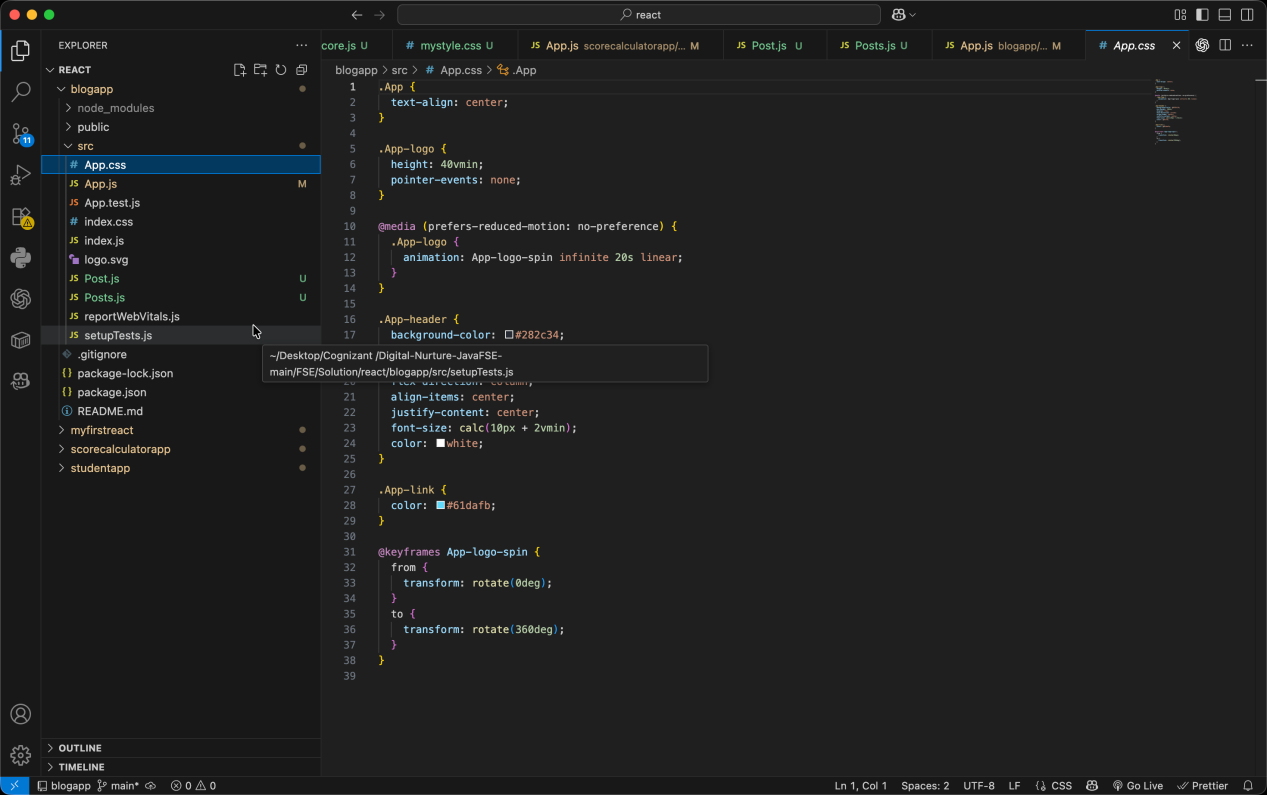 react
EXPLORER
core.js U
mystyle.css U
App.js scorecalculatorapp/... M
Post.js U
Posts.js U
App.js blogapp/... M
App.css
REACT
blogapp
node_modules
public
src
App.css
App.js M
App.test.js
index.css
index.js
logo.svg
Post.js U
Posts.js U
reportWebVitals.js
setupTests.js
.gitignore
package-lock.json
package.json
README.md
myfirstreact
scorecalculatorapp
studentapp
OUTLINE
TIMELINE
11
blogapp > src > # App.css > .App
1 .App {
2 text-align: center;
3 }
4
5 .App-logo {
6 height: 40vmin;
7 pointer-events: none;
8 }
9
10 @media (prefers-reduced-motion: no-preference) {
11 .App-logo {
12 animation: App-logo-spin infinite 20s linear;
13 }
14 }
15
16 .App-header {
17 background-color: #282c34;
~/Desktop/Cognizant /Digital-Nurture-JavaFSE-
main/FSE/Solution/react/blogapp/src/setupTests.js
20 flex-direction: column;
21 align-items: center;
22 justify-content: center;
23 font-size: calc(10px + 2vmin);
24 color: white;
25 }
26
27 .App-link {
28 color: #61dafb;
29 }
30
31 @keyframes App-logo-spin {
32 from {
33 transform: rotate(0deg);
34 }
35 to {
36 transform: rotate(360deg);
37 }
38 }
39
blogapp main* 0 0
Ln 1, Col 1 Spaces: 2 UTF-8 LF CSS Go Live Prettier